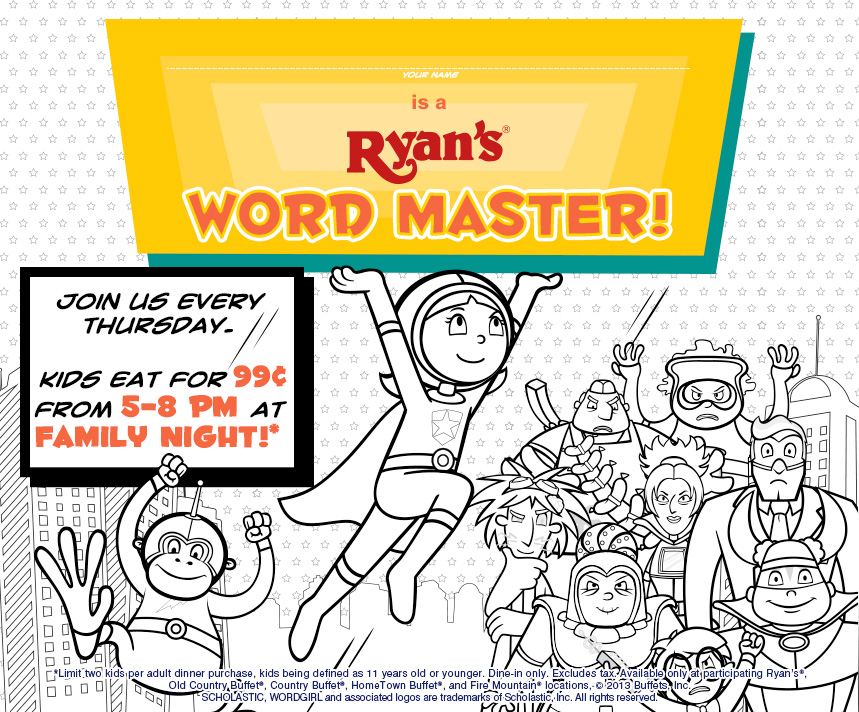 YOUR NAME
is a
Ryan's®
WORD MASTER!
JOIN US EVERY
THURSDAY-
KIDS EAT FOR 99¢
FROM 5-8 PM AT
FAMILY NIGHT!*
*Limit two kids per adult dinner purchase, kids being defined as 11 years old or younger. Dine-in only. Excludes tax. Available only at participating Ryan's®,
Old Country Buffet®, Country Buffet®, HomeTown Buffet®, and Fire Mountain® locations, © 2013 Buffets, Inc.
SCHOLASTIC, WORDGIRL and associated logos are trademarks of Scholastic, Inc. All rights reserved.